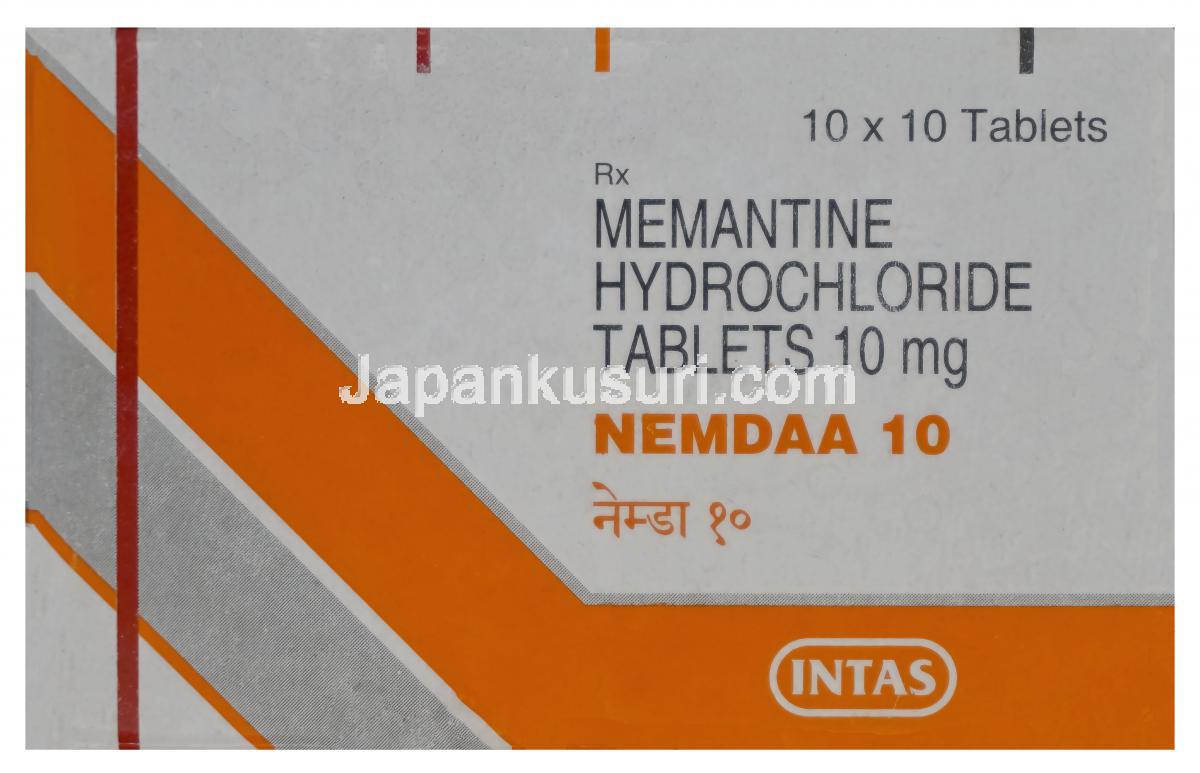 10 x 10 Tablets
Rx
MEMANTINE
HYDROCHLORIDE
TABLETS 10 mg
Japankusuri.com
NEMDAA 10
नेम्डा १०
INTAS